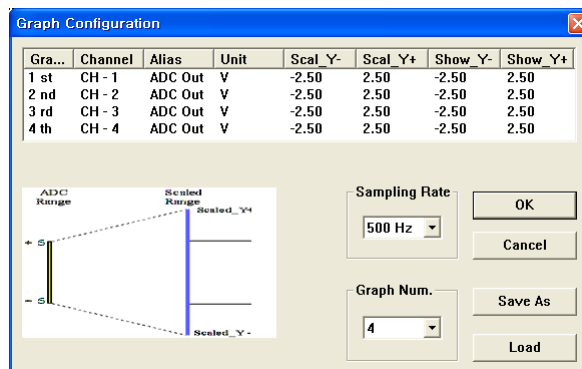 Graph Configuration
Gra... Channel Alias Unit Scal_Y- Scal_Y+ Show_Y- Show_Y+
1 st CH - 1 ADC Out V -2.50 2.50 -2.50 2.50
2 nd CH - 2 ADC Out V -2.50 2.50 -2.50 2.50
3 rd CH - 3 ADC Out V -2.50 2.50 -2.50 2.50
4 th CH - 4 ADC Out V -2.50 2.50 -2.50 2.50
ADC
Range
Scaled
Range
Scaled_Y+
+ S
- S
Scaled_Y -
Sampling Rate
500 Hz
Graph Num.
4
OK
Cancel
Save As
Load